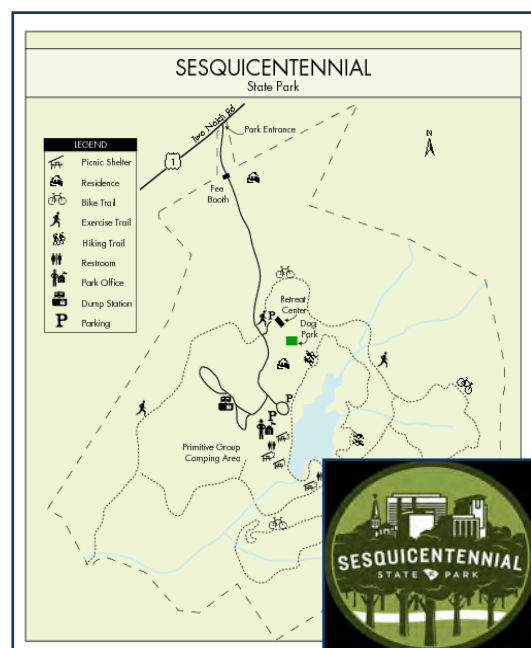 SESQUICENTENNIAL
State Park
Two Notch Rd
Park Entrance
N
1
LEGEND
Picnic Shelter
Residence
Bike Trail
Exercise Trail
Hiking Trail
Restroom
Park Office
Dump Station
P Parking
Fee
Booth
Retreat
Center
P
Dog
Park
P
P
Primitive Group
Camping Area
SESQUICENTENNIAL
STATE PARK